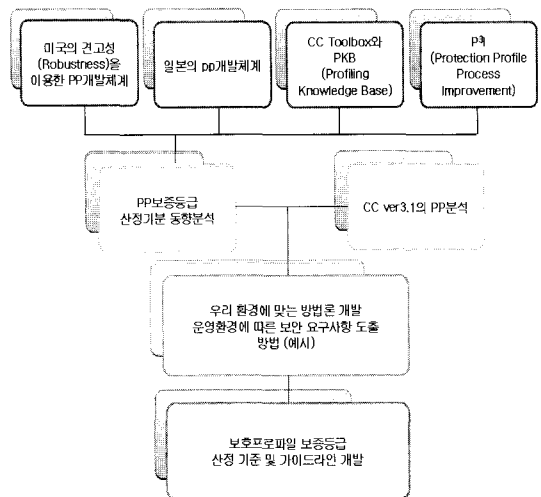 미국의 견고성
(Robustness)을
이용한 PP개발체계
일본의 pp개발체계
CC Toolbox와
PKB
(Profiling
Knowledge Base)
P³I
(Protection Profile
Process
Improvement)
PP보증등급
산정기분 동향분석
CC ver3.1의 PP분석
우리 환경에 맞는 방법론 개발
운영환경에 따른 보안 요구사항 도출
방법 (예시)
보호프로파일 보증등급
산정 기준 및 가이드라인 개발